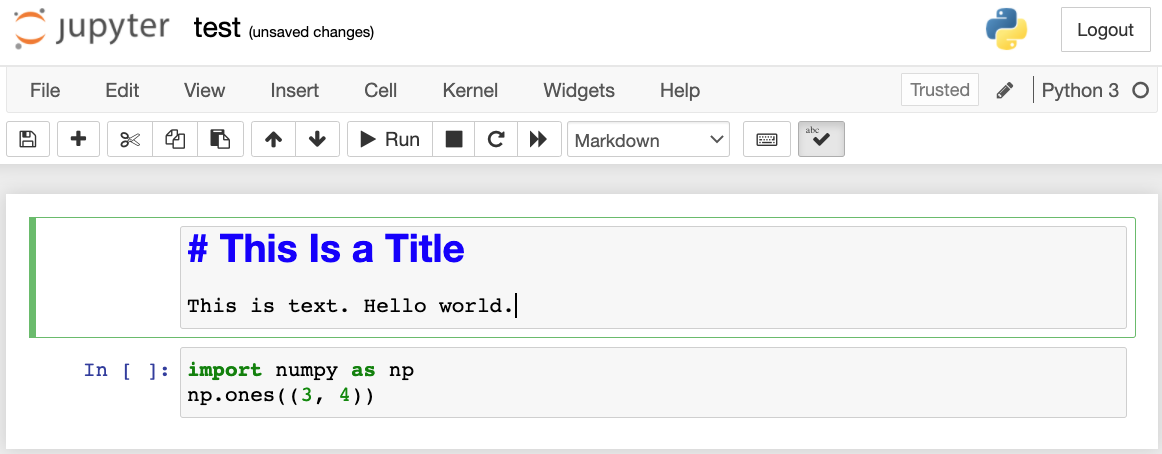 jupyter test (unsaved changes) Logout
File Edit View Insert Cell Kernel Widgets Help Trusted Python 3
Run Markdown abc
# This Is a Title
This is text. Hello world.
In [ ]: import numpy as np
np.ones((3, 4))